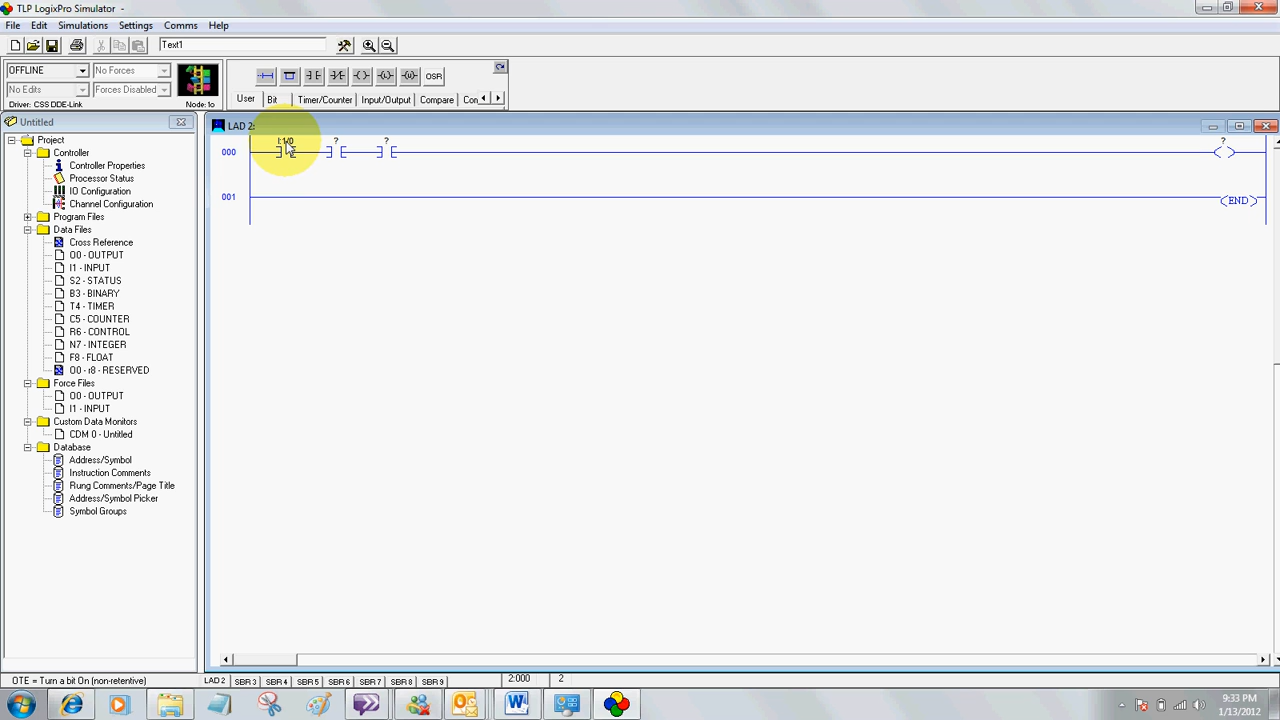 TLP LogixPro Simulator -
File Edit Simulations Settings Comms Help
Text1
OFFLINE No Forces
No Edits Forces Disabled
Driver: CSS DDE-Link Node: to
OSR
User Bit Timer/Counter Input/Output Compare Con
Untitled
Project
Controller
Controller Properties
Processor Status
IO Configuration
Channel Configuration
Program Files
Data Files
Cross Reference
O0 - OUTPUT
I1 - INPUT
S2 - STATUS
B3 - BINARY
T4 - TIMER
C5 - COUNTER
R6 - CONTROL
N7 - INTEGER
F8 - FLOAT
O0 - r8 - RESERVED
Force Files
O0 - OUTPUT
I1 - INPUT
Custom Data Monitors
CDM 0 - Untitled
Database
Address/Symbol
Instruction Comments
Rung Comments/Page Title
Address/Symbol Picker
Symbol Groups
LAD 2:
I:1/0 ? ? ?
000
001 END
OTE = Turn a bit On (non-retentive) LAD 2 SBR 3 SBR 4 SBR 5 SBR 6 SBR 7 SBR 8 SBR 9 2:000 2
9:33 PM
1/13/2012